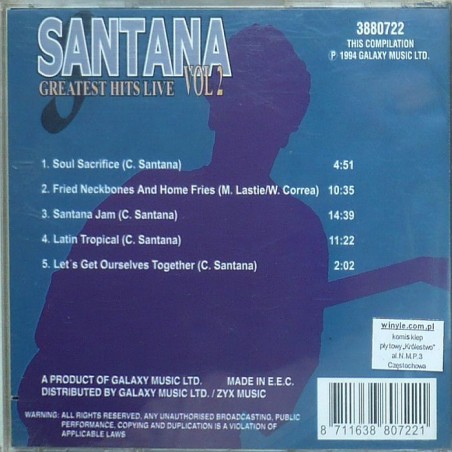 SANTANA
GREATEST HITS LIVE VOL 2
3880722
THIS COMPILATION
℗ 1994 GALAXY MUSIC LTD.
1. Soul Sacrifice (C. Santana) 4:51
2. Fried Neckbones And Home Fries (M. Lastie/W. Correa) 10:35
3. Santana Jam (C. Santana) 14:39
4. Latin Tropical (C. Santana) 11:22
5. Let´s Get Ourselves Together (C. Santana) 2:02
winyle.com.pl
komis sklep
płytowy „Królestwo"
al.N.M.P.3
Częstochowa
A PRODUCT OF GALAXY MUSIC LTD. MADE IN E.E.C.
DISTRIBUTED BY GALAXY MUSIC LTD. / ZYX MUSIC
WARNING: ALL RIGHTS RESERVED, ANY UNAUTHORISED BROADCASTING, PUBLIC
PERFORMANCE, COPYING AND DUPLICATION IS A VIOLATION OF
APPLICABLE LAWS
8 711638 807221